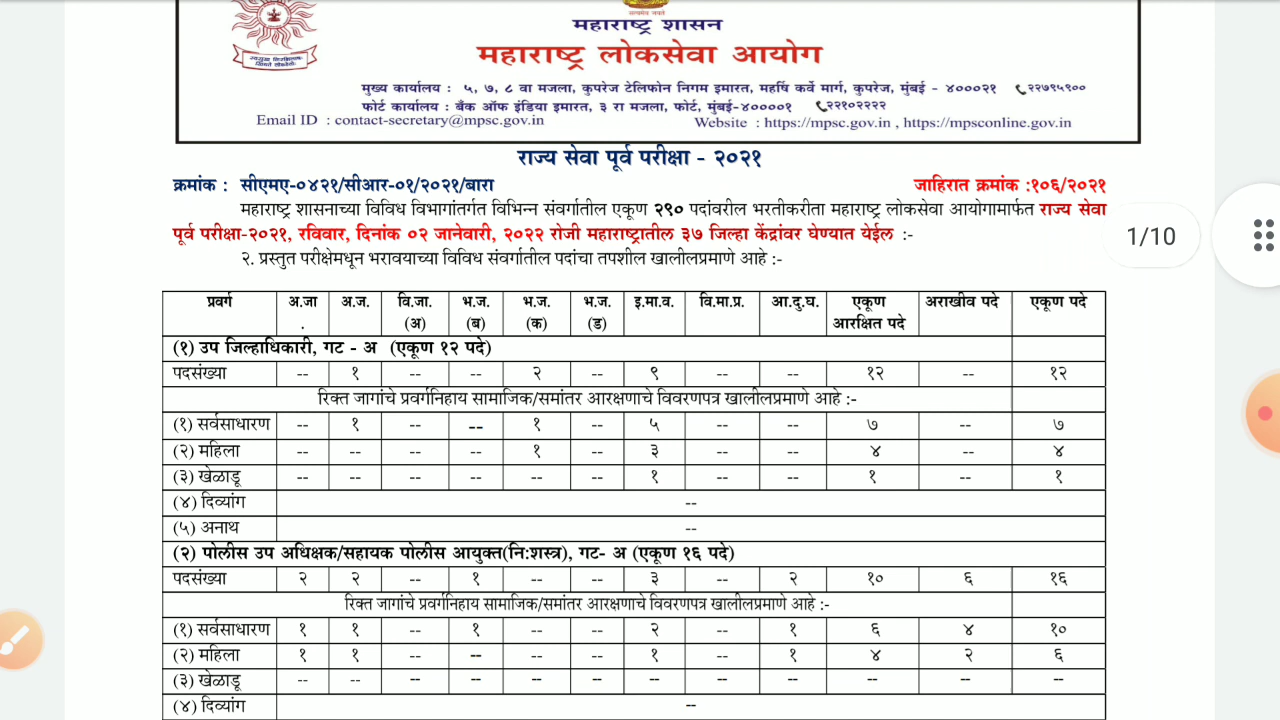 सत्यमेव जयते
महाराष्ट्र शासन
महाराष्ट्र लोकसेवा आयोग
मुख्य कार्यालय : ५, ७, ८ वा मजला, कुपरेज टेलिफोन निगम इमारत, महर्षि कर्वे मार्ग, कुपरेज, मुंबई - ४०००२१ २२७९५९००
फोर्ट कार्यालय : बँक ऑफ इंडिया इमारत, ३ रा मजला, फोर्ट, मुंबई-४००००१ २२१०२२२२
Email ID : contact-secretary@mpsc.gov.in Website : https://mpsc.gov.in , https://mpsconline.gov.in
राज्य सेवा पूर्व परीक्षा - २०२१
क्रमांक : सीएमए-०४२१/सीआर-०१/२०२१/बारा जाहिरात क्रमांक :१०६/२०२१
महाराष्ट्र शासनाच्या विविध विभागांतर्गत विभिन्न संवर्गातील एकूण २९० पदांवरील भरतीकरीता महाराष्ट्र लोकसेवा आयोगामार्फत राज्य सेवा
पूर्व परीक्षा-२०२१, रविवार, दिनांक ०२ जानेवारी, २०२२ रोजी महाराष्ट्रातील ३७ जिल्हा केंद्रांवर घेण्यात येईल :-
1/10
२. प्रस्तुत परीक्षेमधून भरावयाच्या विविध संवर्गातील पदांचा तपशील खालीलप्रमाणे आहे :-
प्रवर्ग अ.जा. अ.ज. वि.जा. (अ) भ.ज. (ब) भ.ज. (क) भ.ज. (ड) इ.मा.व. वि.मा.प्र. आ.दु.घ. एकूण आरक्षित पदे अराखीव पदे एकूण पदे
(१) उप जिल्हाधिकारी, गट - अ (एकूण १२ पदे)
पदसंख्या -- १ -- -- २ -- ९ -- -- १२ -- १२
रिक्त जागांचे प्रवर्गनिहाय सामाजिक/समांतर आरक्षणाचे विवरणपत्र खालीलप्रमाणे आहे :-
(१) सर्वसाधारण -- १ -- -- १ -- ५ -- -- ७ -- ७
(२) महिला -- -- -- -- १ -- ३ -- -- ४ -- ४
(३) खेळाडू -- -- -- -- -- -- १ -- -- १ -- १
(४) दिव्यांग --
(५) अनाथ --
(२) पोलीस उप अधिक्षक/सहायक पोलीस आयुक्त(नि:शस्त्र), गट- अ (एकूण १६ पदे)
पदसंख्या २ २ -- १ -- -- ३ -- २ १० ६ १६
रिक्त जागांचे प्रवर्गनिहाय सामाजिक/समांतर आरक्षणाचे विवरणपत्र खालीलप्रमाणे आहे :-
(१) सर्वसाधारण १ १ -- १ -- -- २ -- १ ६ ४ १०
(२) महिला १ १ -- -- -- -- १ -- १ ४ २ ६
(३) खेळाडू -- -- -- -- -- -- -- -- -- -- -- --
(४) दिव्यांग --